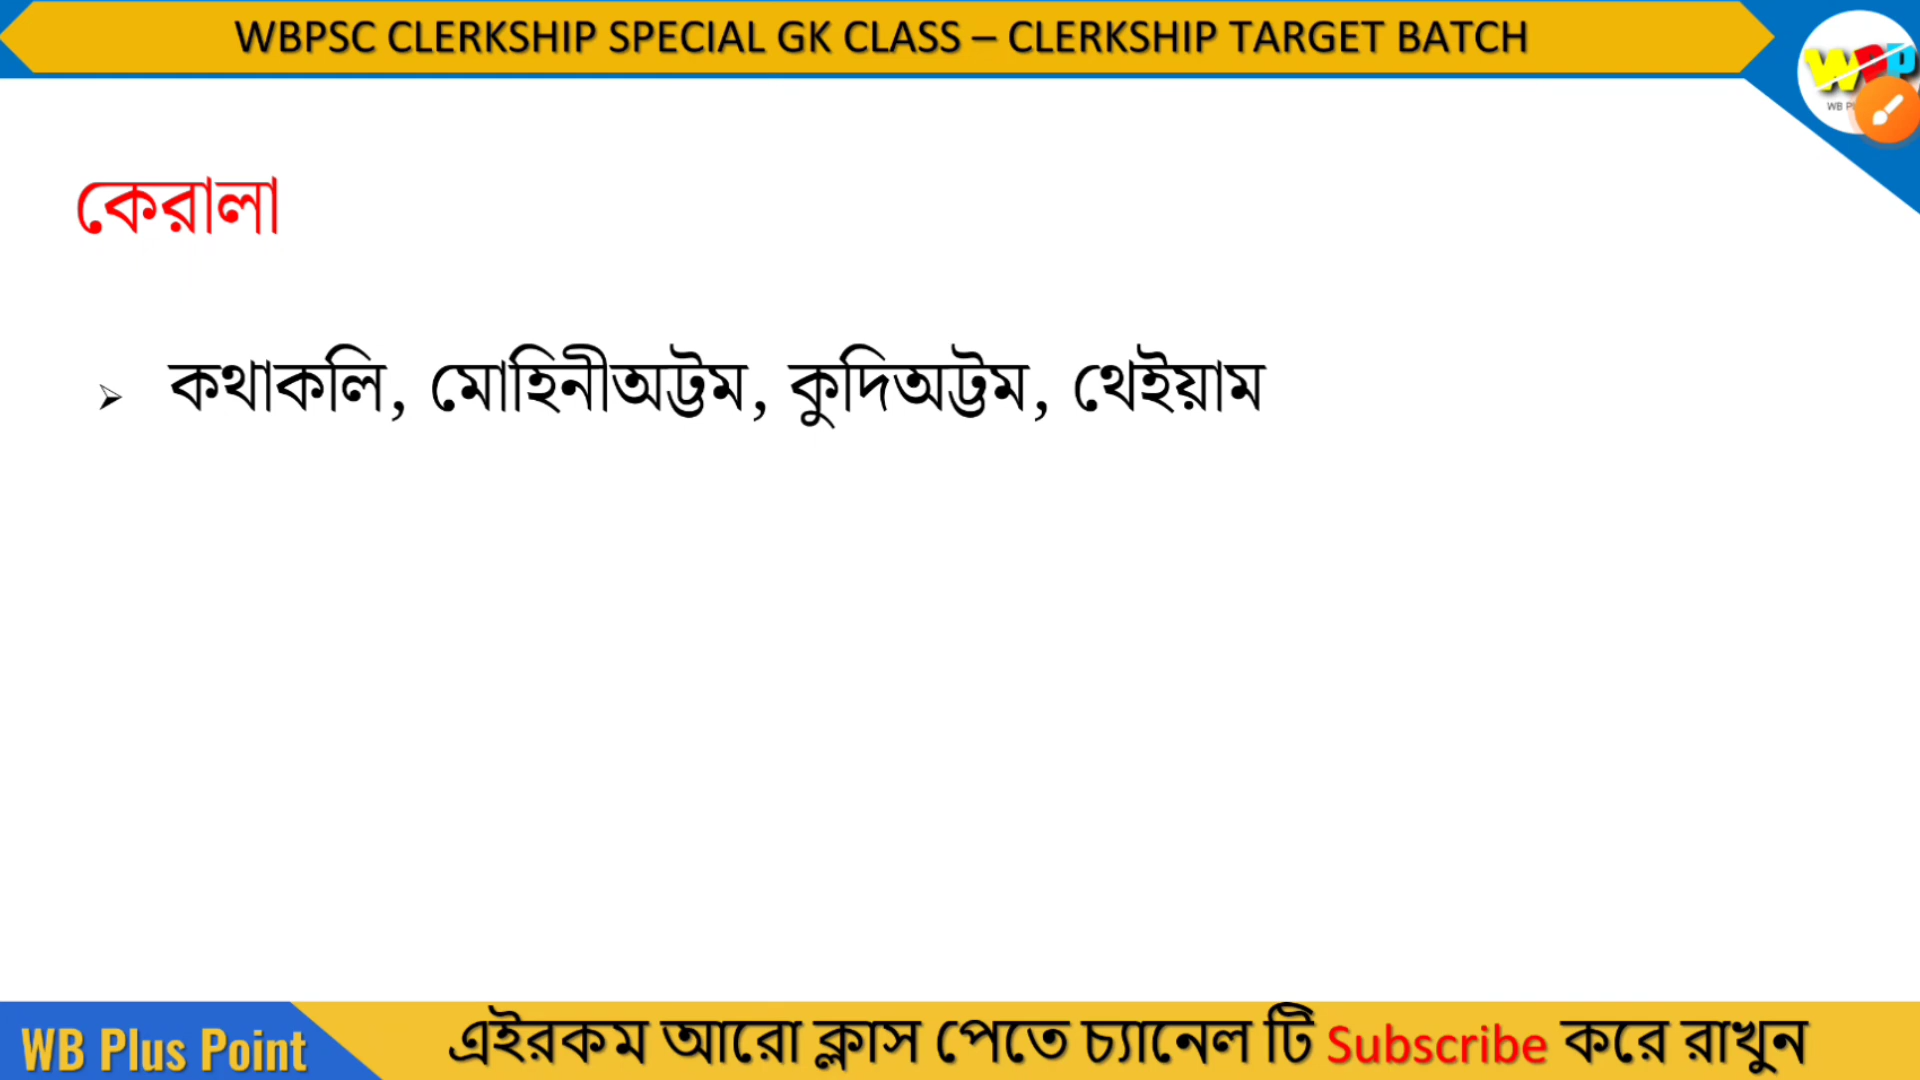 WBPSC CLERKSHIP SPECIAL GK CLASS – CLERKSHIP TARGET BATCH
WPP
কেরালা
➢ কথাকলি, মোহিনীঅট্টম, কুদিঅট্টম, থেইয়াম
WB Plus Point
এইরকম আরো ক্লাস পেতে চ্যানেল টি Subscribe করে রাখুন